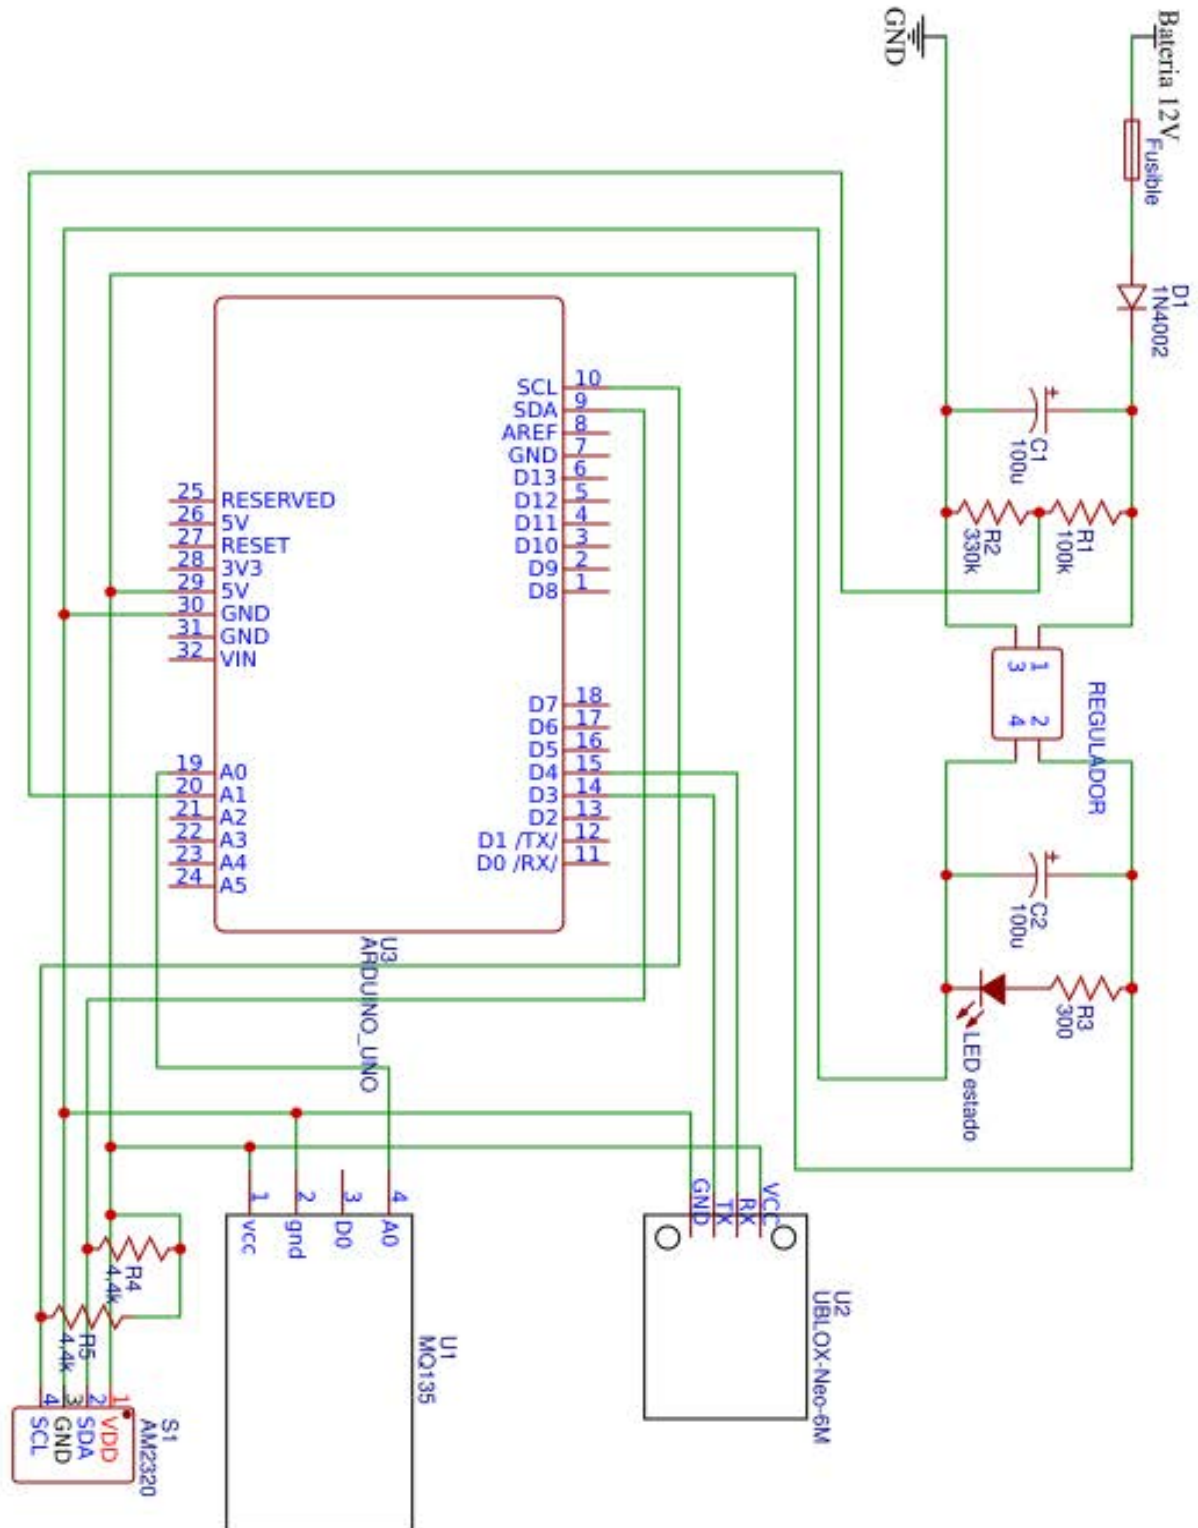 Bateria 12V
GND
Fusible
D1
1N4002
C1
100u
R1
100k
R2
330k
REGULADOR
1
3
2
4
C2
100u
R3
300
LED estado
SCL 10
SDA 9
AREF 8
GND 7
D13 6
D12 5
D11 4
D10 3
D9 2
D8 1
25 RESERVED
26 5V
27 RESET
28 3V3
29 5V
30 GND
31 GND
32 VIN
D7 18
D6 17
D5 16
D4 15
D3 14
D2 13
D1 /TX/ 12
D0 /RX/ 11
19 A0
20 A1
21 A2
22 A3
23 A4
24 A5
U3
ARDUINO_UNO
1 vcc
2 gnd
3 D0
4 A0
U1
MQ135
GND
TX
RX
VCC
U2
UBLOX-Neo-6M
R4
4,4k
R5
4,4k
1 VDD
2 SDA
3 GND
4 SCL
S1
AM2320